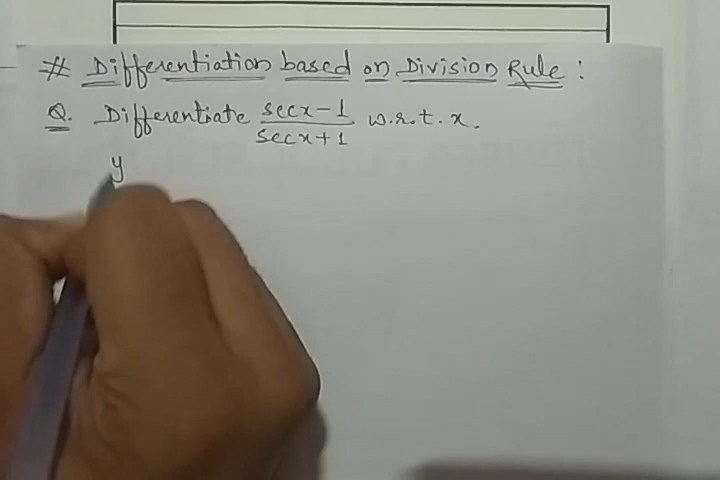 # Differentiation based on Division Rule :
Q. Differentiate secx-1/secx+1 w.r.t. x.
y